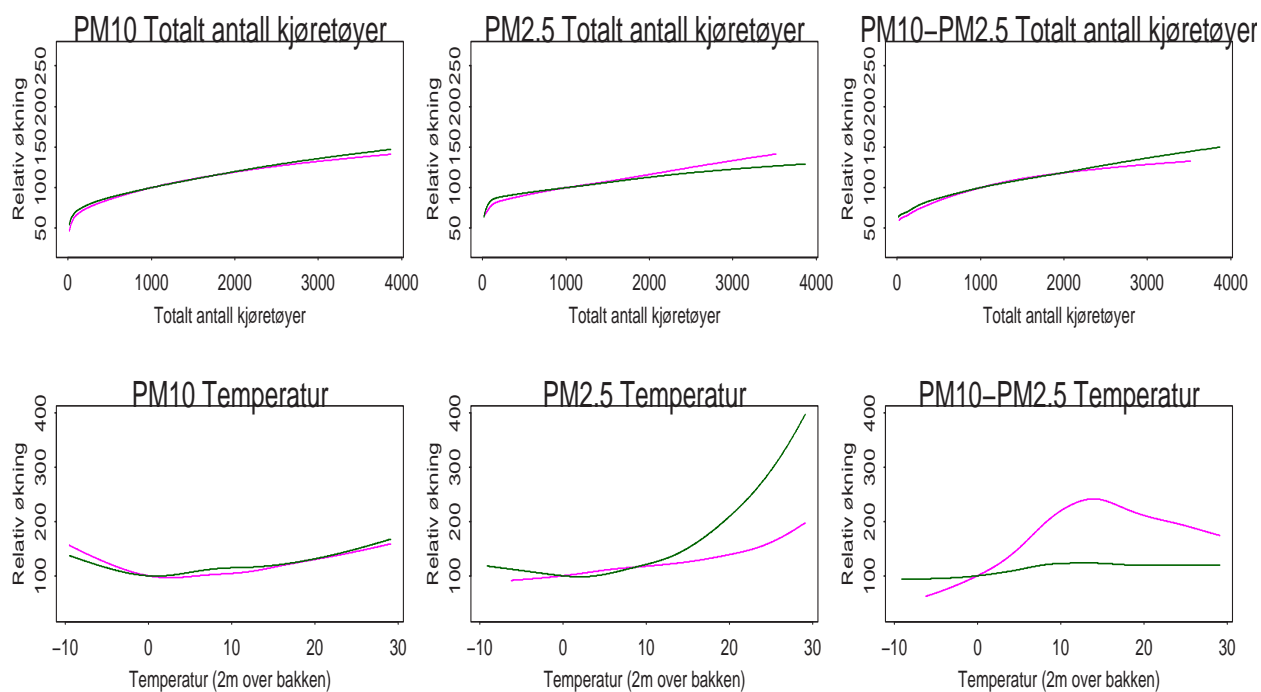 PM10 Totalt antall kjøretøyer
Relativ økning
50 100 150 200 250
0 1000 2000 3000 4000
Totalt antall kjøretøyer
PM2.5 Totalt antall kjøretøyer
Relativ økning
50 100 150 200 250
0 1000 2000 3000 4000
Totalt antall kjøretøyer
PM10–PM2.5 Totalt antall kjøretøyer
Relativ økning
50 100 150 200 250
0 1000 2000 3000 4000
Totalt antall kjøretøyer
PM10 Temperatur
Relativ økning
100 200 300 400
–10 0 10 20 30
Temperatur (2m over bakken)
PM2.5 Temperatur
Relativ økning
100 200 300 400
–10 0 10 20 30
Temperatur (2m over bakken)
PM10–PM2.5 Temperatur
Relativ økning
100 200 300 400
–10 0 10 20 30
Temperatur (2m over bakken)